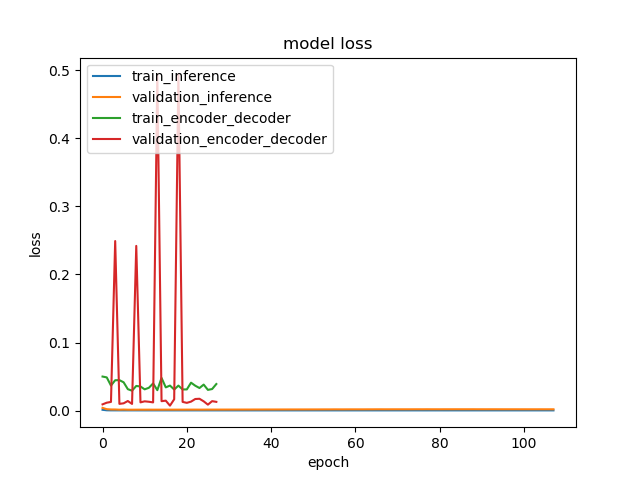 model loss
train_inference
validation_inference
train_encoder_decoder
validation_encoder_decoder
loss
0.5
0.4
0.3
0.2
0.1
0.0
0 20 40 60 80 100
epoch